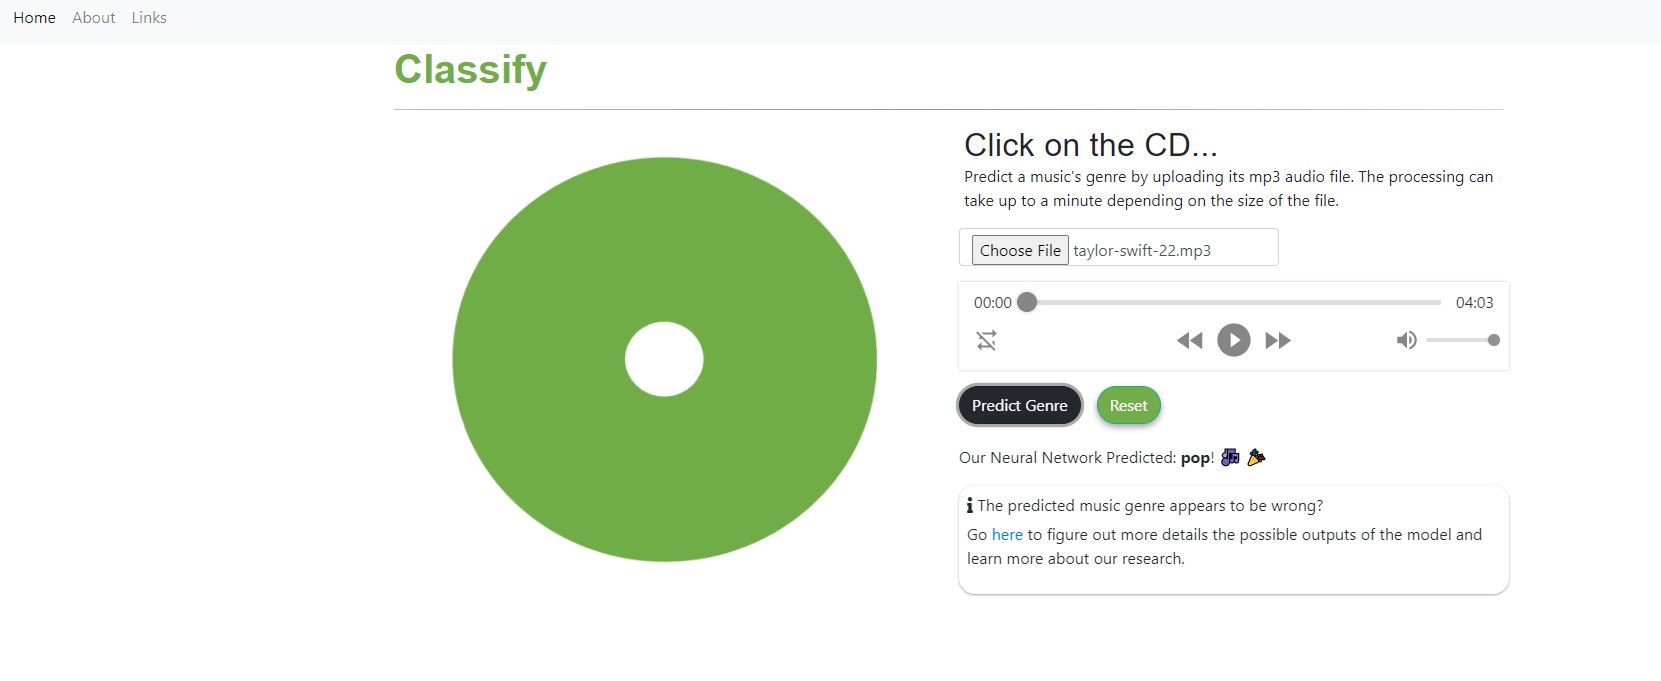 Home About Links
Classify
Click on the CD...
Predict a music's genre by uploading its mp3 audio file. The processing can
take up to a minute depending on the size of the file.
Choose File taylor-swift-22.mp3
00:00 04:03
Predict Genre Reset
Our Neural Network Predicted: pop!
The predicted music genre appears to be wrong?
Go here to figure out more details the possible outputs of the model and
learn more about our research.